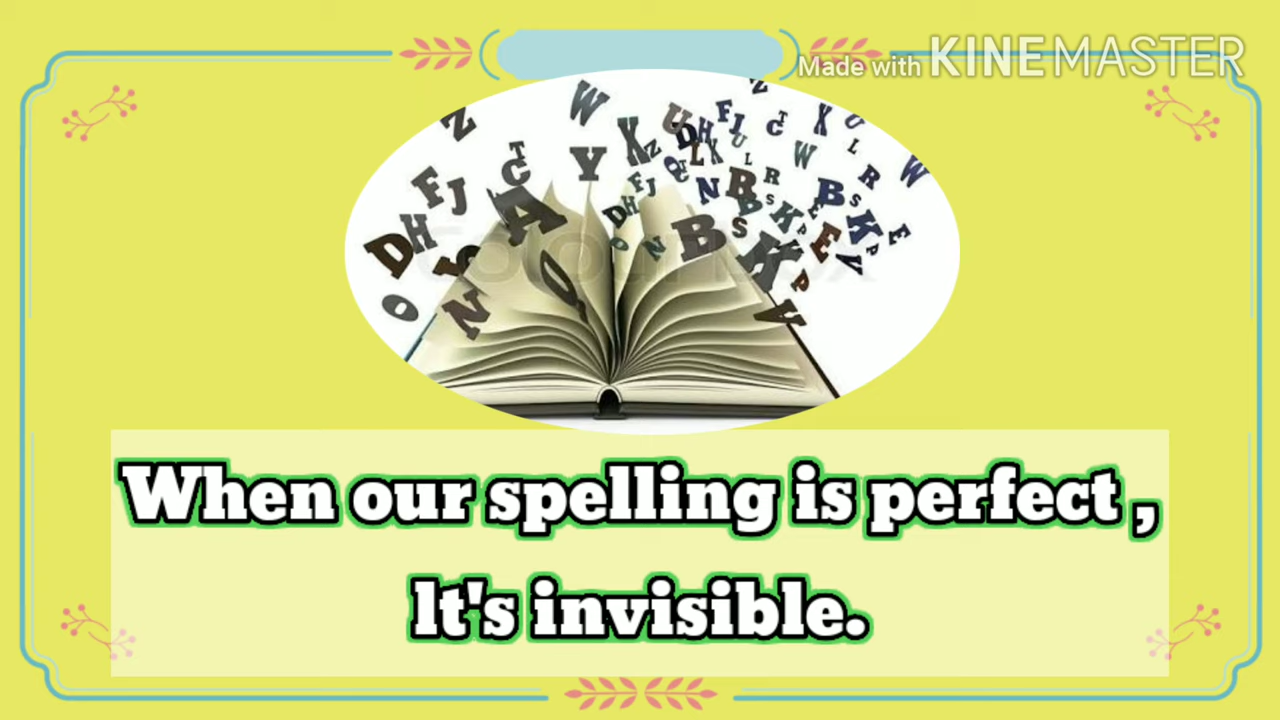 Made with KINEMASTER
When our spelling is perfect ,
It's invisible.